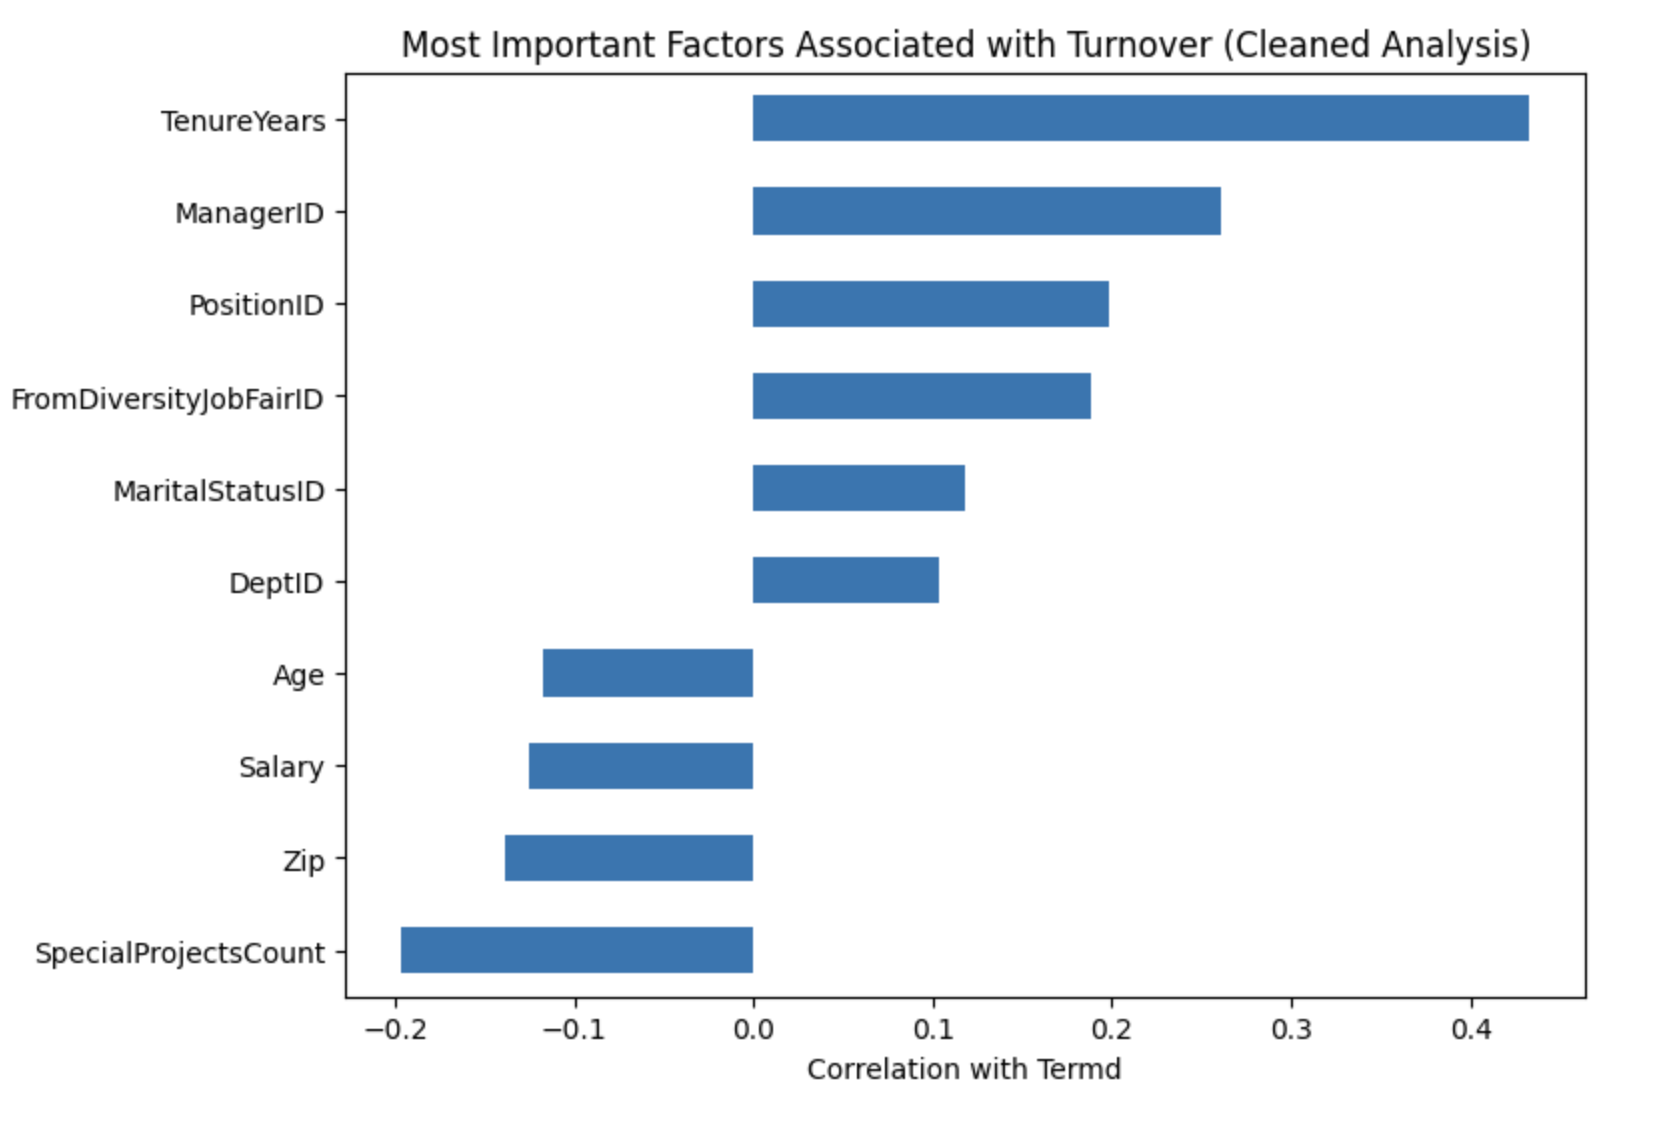 Most Important Factors Associated with Turnover (Cleaned Analysis)
TenureYears
ManagerID
PositionID
FromDiversityJobFairID
MaritalStatusID
DeptID
Age
Salary
Zip
SpecialProjectsCount
−0.2 −0.1 0.0 0.1 0.2 0.3 0.4
Correlation with Termd